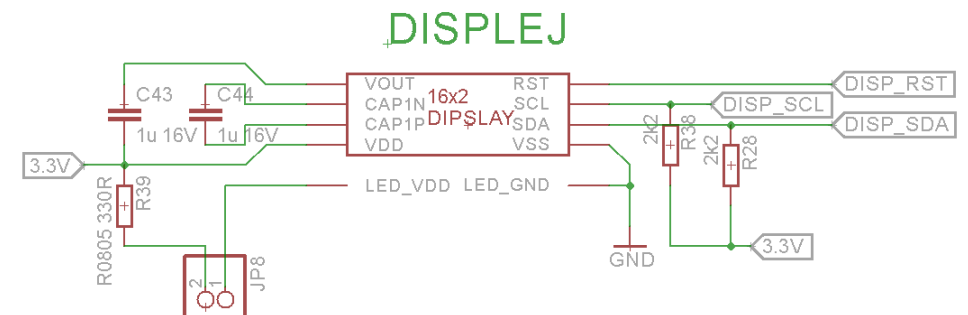 DISPLEJ
C43
C44
1u 16V
1u 16V
VOUT
CAP1N
CAP1P
VDD
16x2
DIPSLAY
RST
SCL
SDA
VSS
DISP_RST
DISP_SCL
DISP_SDA
2k2
R38
2k2
R28
3.3V
LED_VDD
LED_GND
R0805 330R
R39
GND
3.3V
JP8
2
1